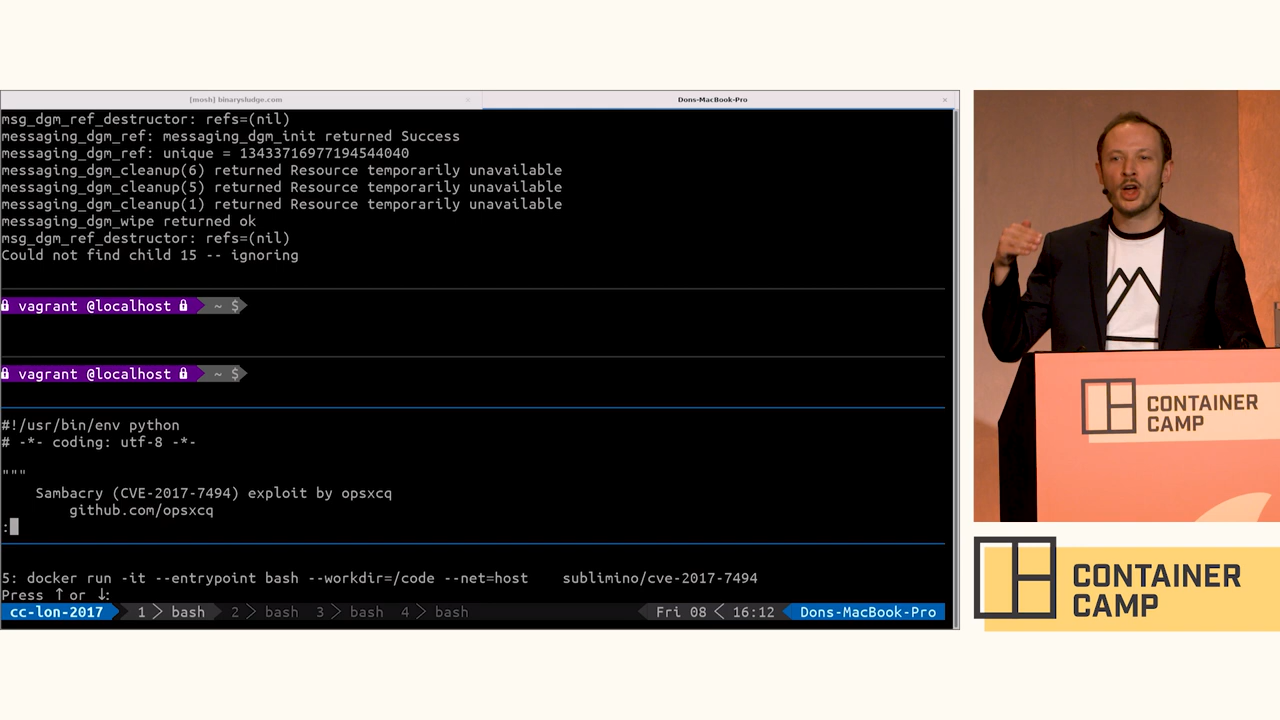 [mosh] binarysludge.com
×
Dons-MacBook-Pro
×
msg_dgm_ref_destructor: refs=(nil)
messaging_dgm_ref: messaging_dgm_init returned Success
messaging_dgm_ref: unique = 13433716977194544040
messaging_dgm_cleanup(6) returned Resource temporarily unavailable
messaging_dgm_cleanup(5) returned Resource temporarily unavailable
messaging_dgm_cleanup(1) returned Resource temporarily unavailable
messaging_dgm_wipe returned ok
msg_dgm_ref_destructor: refs=(nil)
Could not find child 15 -- ignoring
vagrant @localhost ~ $
vagrant @localhost ~ $
#!/usr/bin/env python
# -*- coding: utf-8 -*-
"""
Sambacry (CVE-2017-7494) exploit by opsxcq
github.com/opsxcq
:
5: docker run -it --entrypoint bash --workdir=/code --net=host sublimino/cve-2017-7494
Press ↑ or ↓:
cc-lon-2017 1 > bash 2 > bash 3 > bash 4 > bash Fri 08 < 16:12 Dons-MacBook-Pro
CONTAINER
CAMP
CONTAINER
CAMP